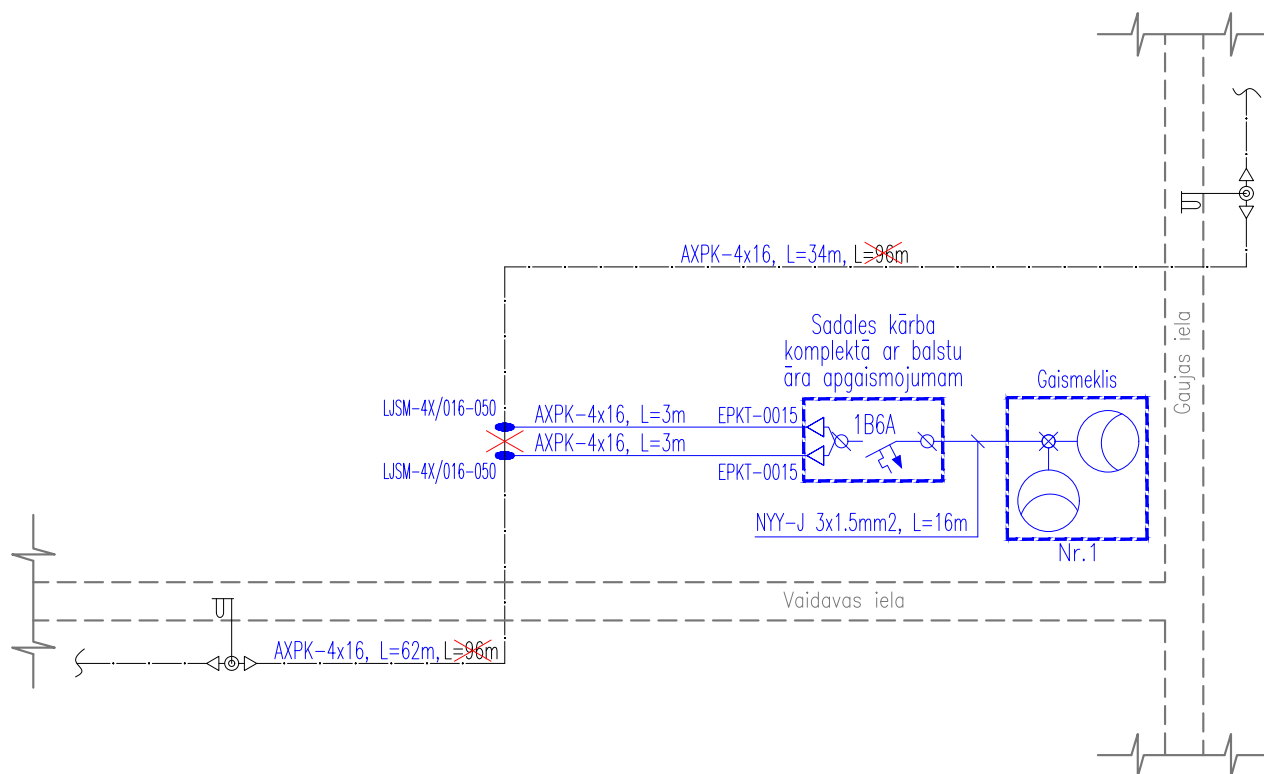 AXPK-4x16, L=34m, L=96m
Sadales kārba
komplektā ar balstu
āra apgaismojumam
Gaismeklis
Gaujas iela
LJSM-4X/016-050
AXPK-4x16, L=3m
EPKT-0015
1B6A
AXPK-4x16, L=3m
LJSM-4X/016-050
EPKT-0015
NYY-J 3x1.5mm2, L=16m
Nr.1
Vaidavas iela
AXPK-4x16, L=62m, L=96m